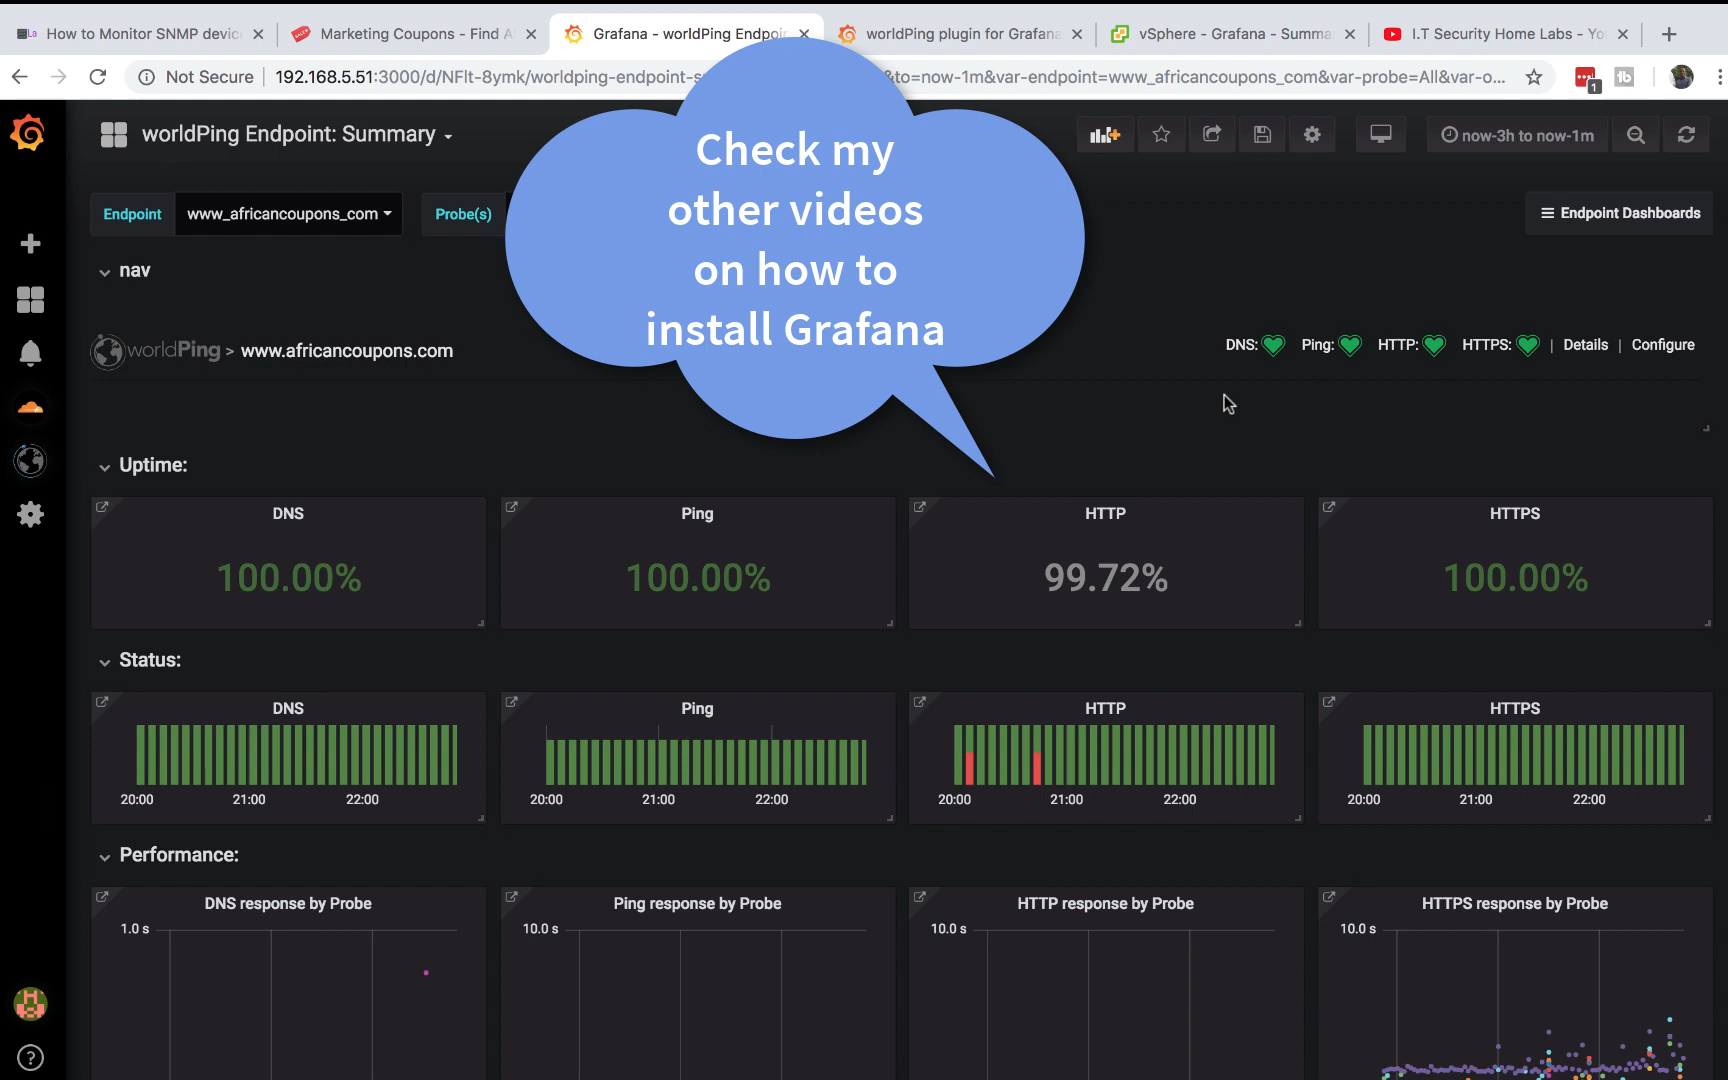 How to Monitor SNMP devic
Marketing Coupons - Find A
Grafana - worldPing Endpoin
worldPing plugin for Grafana
vSphere - Grafana - Summa
I.T Security Home Labs - Yo
Not Secure
192.168.5.51:3000/d/NFlt-8ymk/worldping-endpoint-s
&to=now-1m&var-endpoint=www_africancoupons_com&var-probe=All&var-o...
1
worldPing Endpoint: Summary
now-3h to now-1m
Check my
other videos
on how to
install Grafana
Endpoint
www_africancoupons_com
Probe(s)
Endpoint Dashboards
nav
worldPing > www.africancoupons.com
DNS: Ping: HTTP: HTTPS: | Details | Configure
Uptime:
DNS
Ping
HTTP
HTTPS
100.00%
100.00%
99.72%
100.00%
Status:
DNS
Ping
HTTP
HTTPS
20:00 21:00 22:00
20:00 21:00 22:00
20:00 21:00 22:00
20:00 21:00 22:00
Performance:
DNS response by Probe
Ping response by Probe
HTTP response by Probe
HTTPS response by Probe
1.0 s
10.0 s
10.0 s
10.0 s